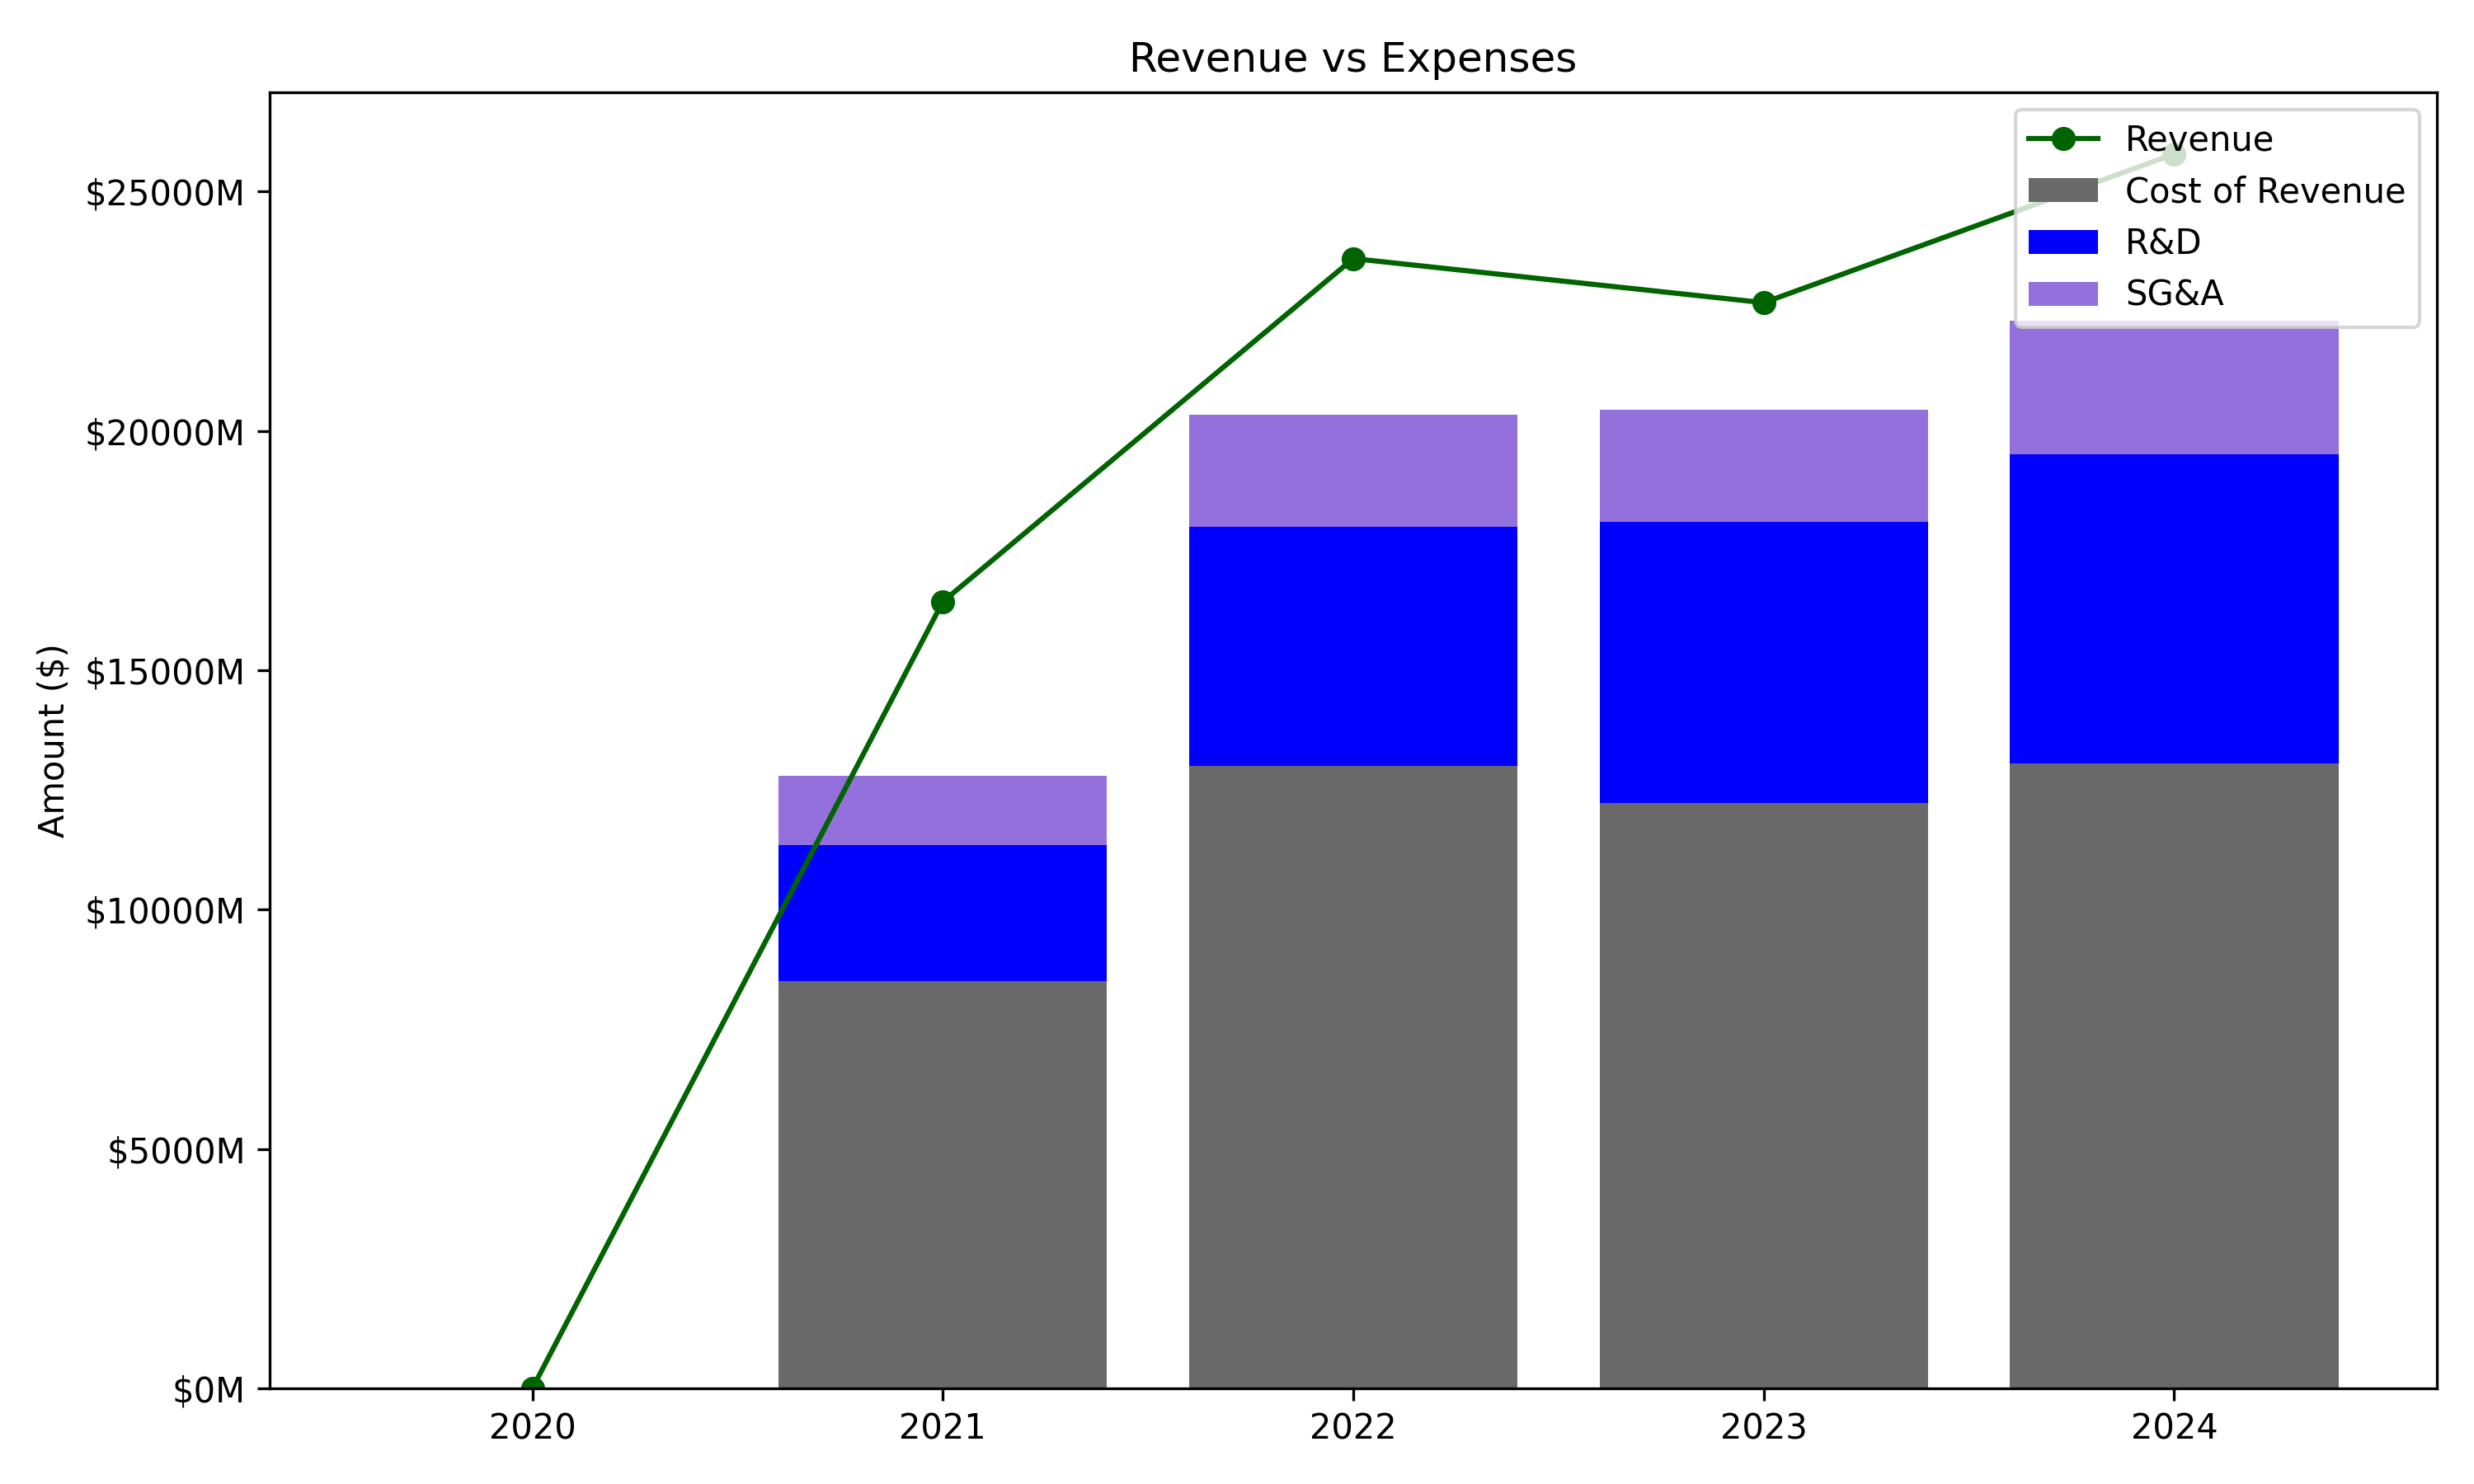 Revenue vs Expenses
Revenue
Cost of Revenue
R&D
SG&A
Amount ($)
$25000M
$20000M
$15000M
$10000M
$5000M
$0M
2020
2021
2022
2023
2024